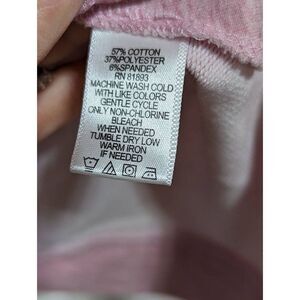 57% COTTON
37%POLYESTER
6%SPANDEX
RN 81893
MACHINE WASH COLD
WITH LIKE COLORS
GENTLE CYCLE
ONLY NON-CHLORINE
BLEACH
WHEN NEEDED
TUMBLE DRY LOW
WARM IRON
IF NEEDED